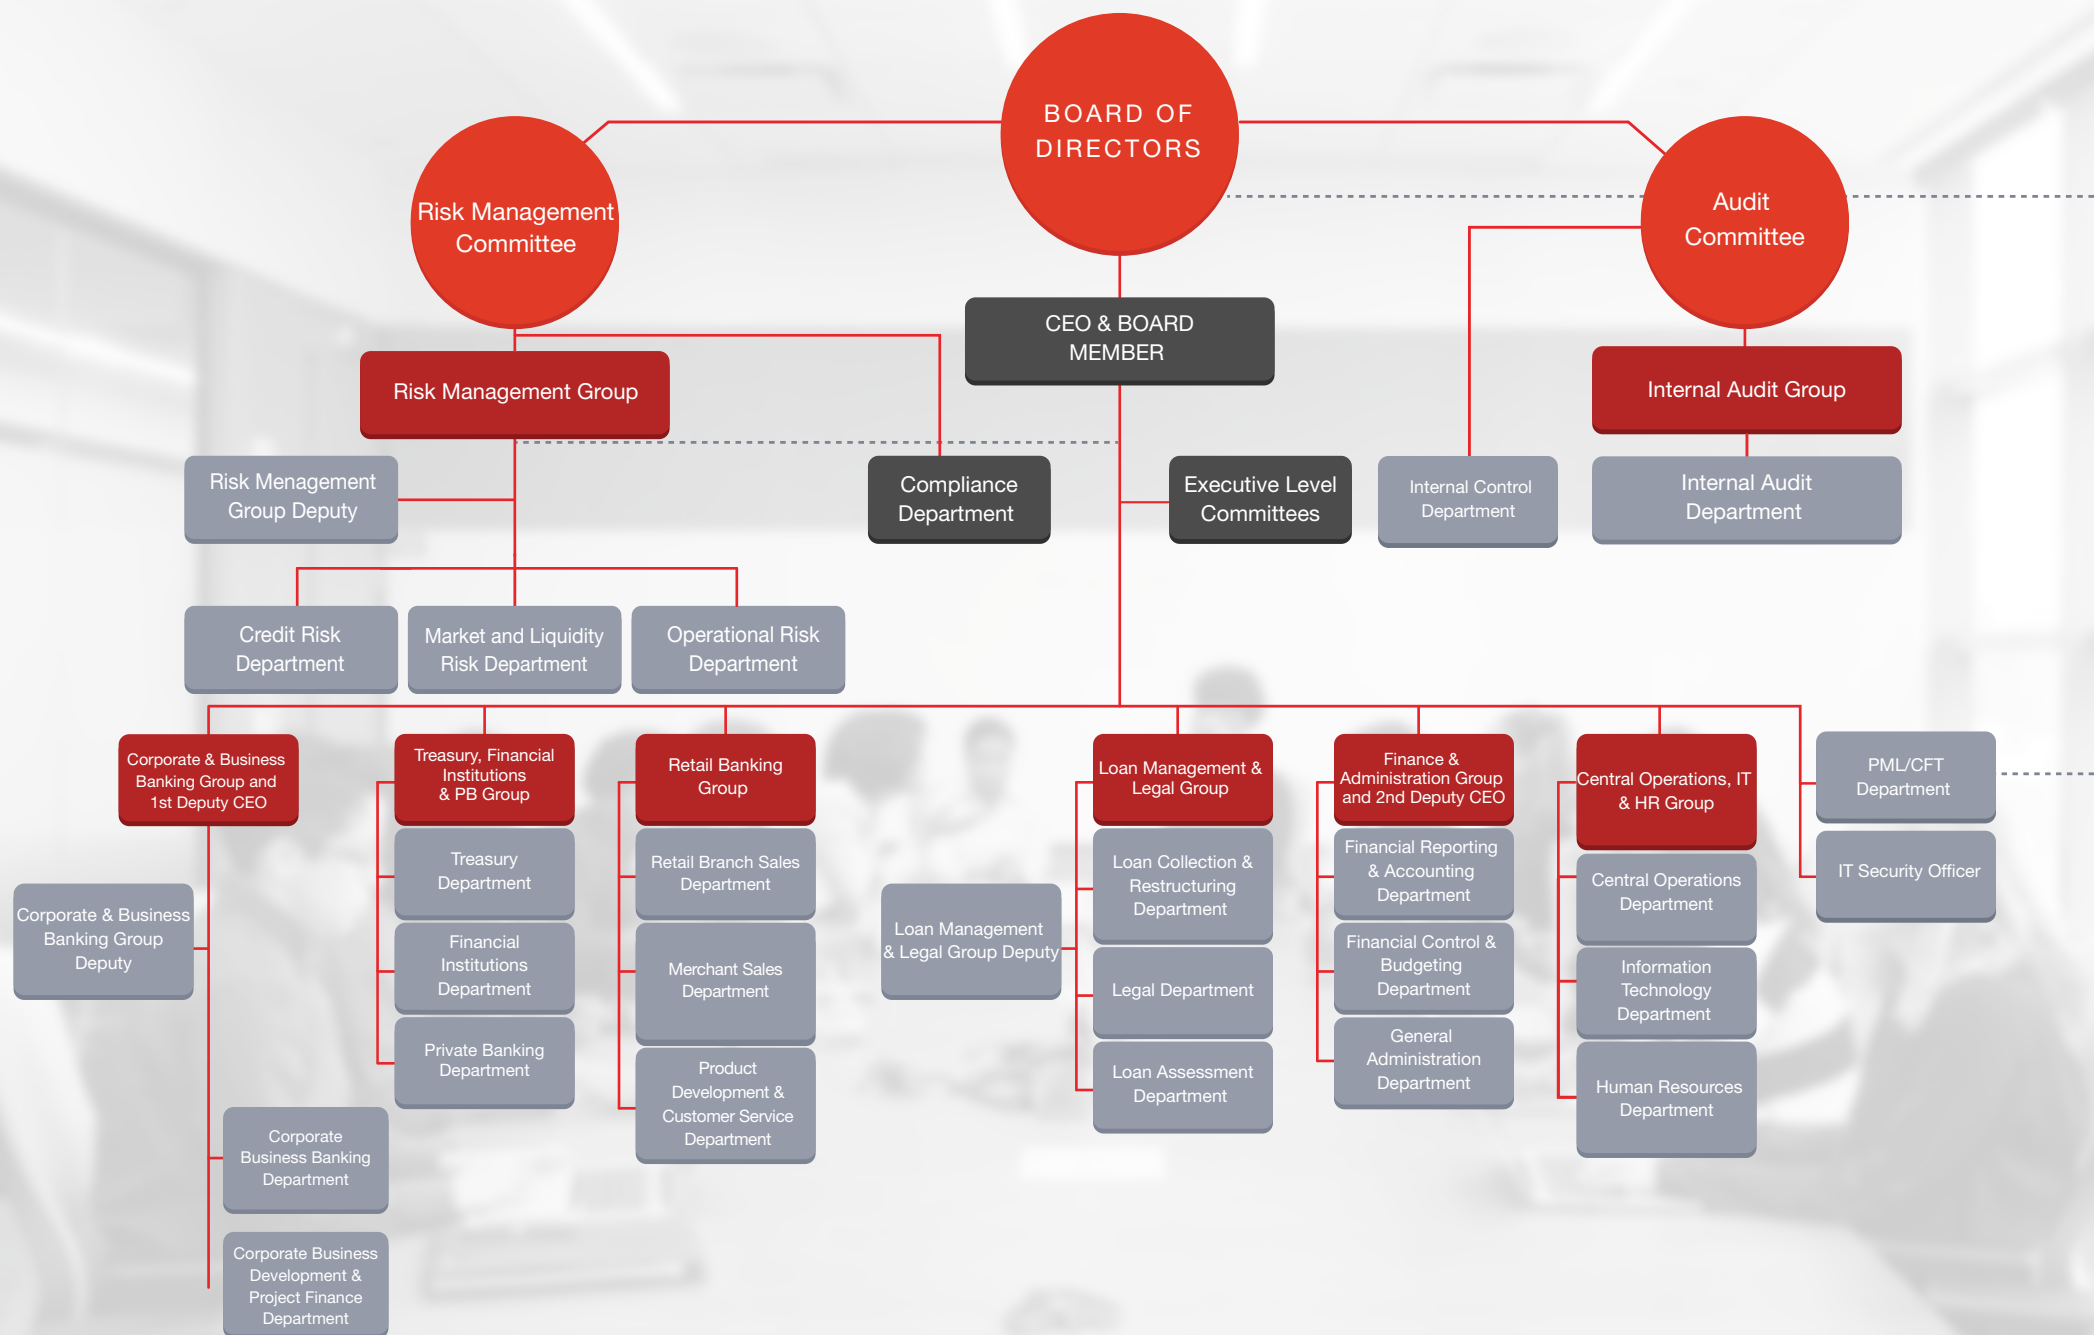 BOARD OF
DIRECTORS
Risk Management
Committee
Audit
Committee
CEO & BOARD
MEMBER
Risk Management Group
Internal Audit Group
Risk Menagement
Group Deputy
Compliance
Department
Executive Level
Committees
Internal Control
Department
Internal Audit
Department
Credit Risk
Department
Market and Liquidity
Risk Department
Operational Risk
Department
Corporate & Business
Banking Group and
1st Deputy CEO
Treasury, Financial
Institutions
& PB Group
Retail Banking
Group
Loan Management &
Legal Group
Finance &
Administration Group
and 2nd Deputy CEO
Central Operations, IT
& HR Group
PML/CFT
Department
IT Security Officer
Corporate & Business
Banking Group
Deputy
Corporate
Business Banking
Department
Corporate Business
Development &
Project Finance
Department
Treasury
Department
Financial
Institutions
Department
Private Banking
Department
Retail Branch Sales
Department
Merchant Sales
Department
Product
Development &
Customer Service
Department
Loan Management
& Legal Group Deputy
Loan Collection &
Restructuring
Department
Legal Department
Loan Assessment
Department
Financial Reporting
& Accounting
Department
Financial Control &
Budgeting
Department
General
Administration
Department
Central Operations
Department
Information
Technology
Department
Human Resources
Department